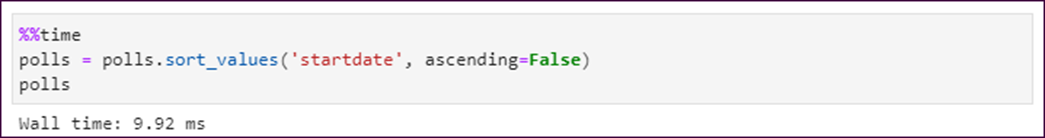 %%time
polls = polls.sort_values('startdate', ascending=False)
polls
Wall time: 9.92 ms